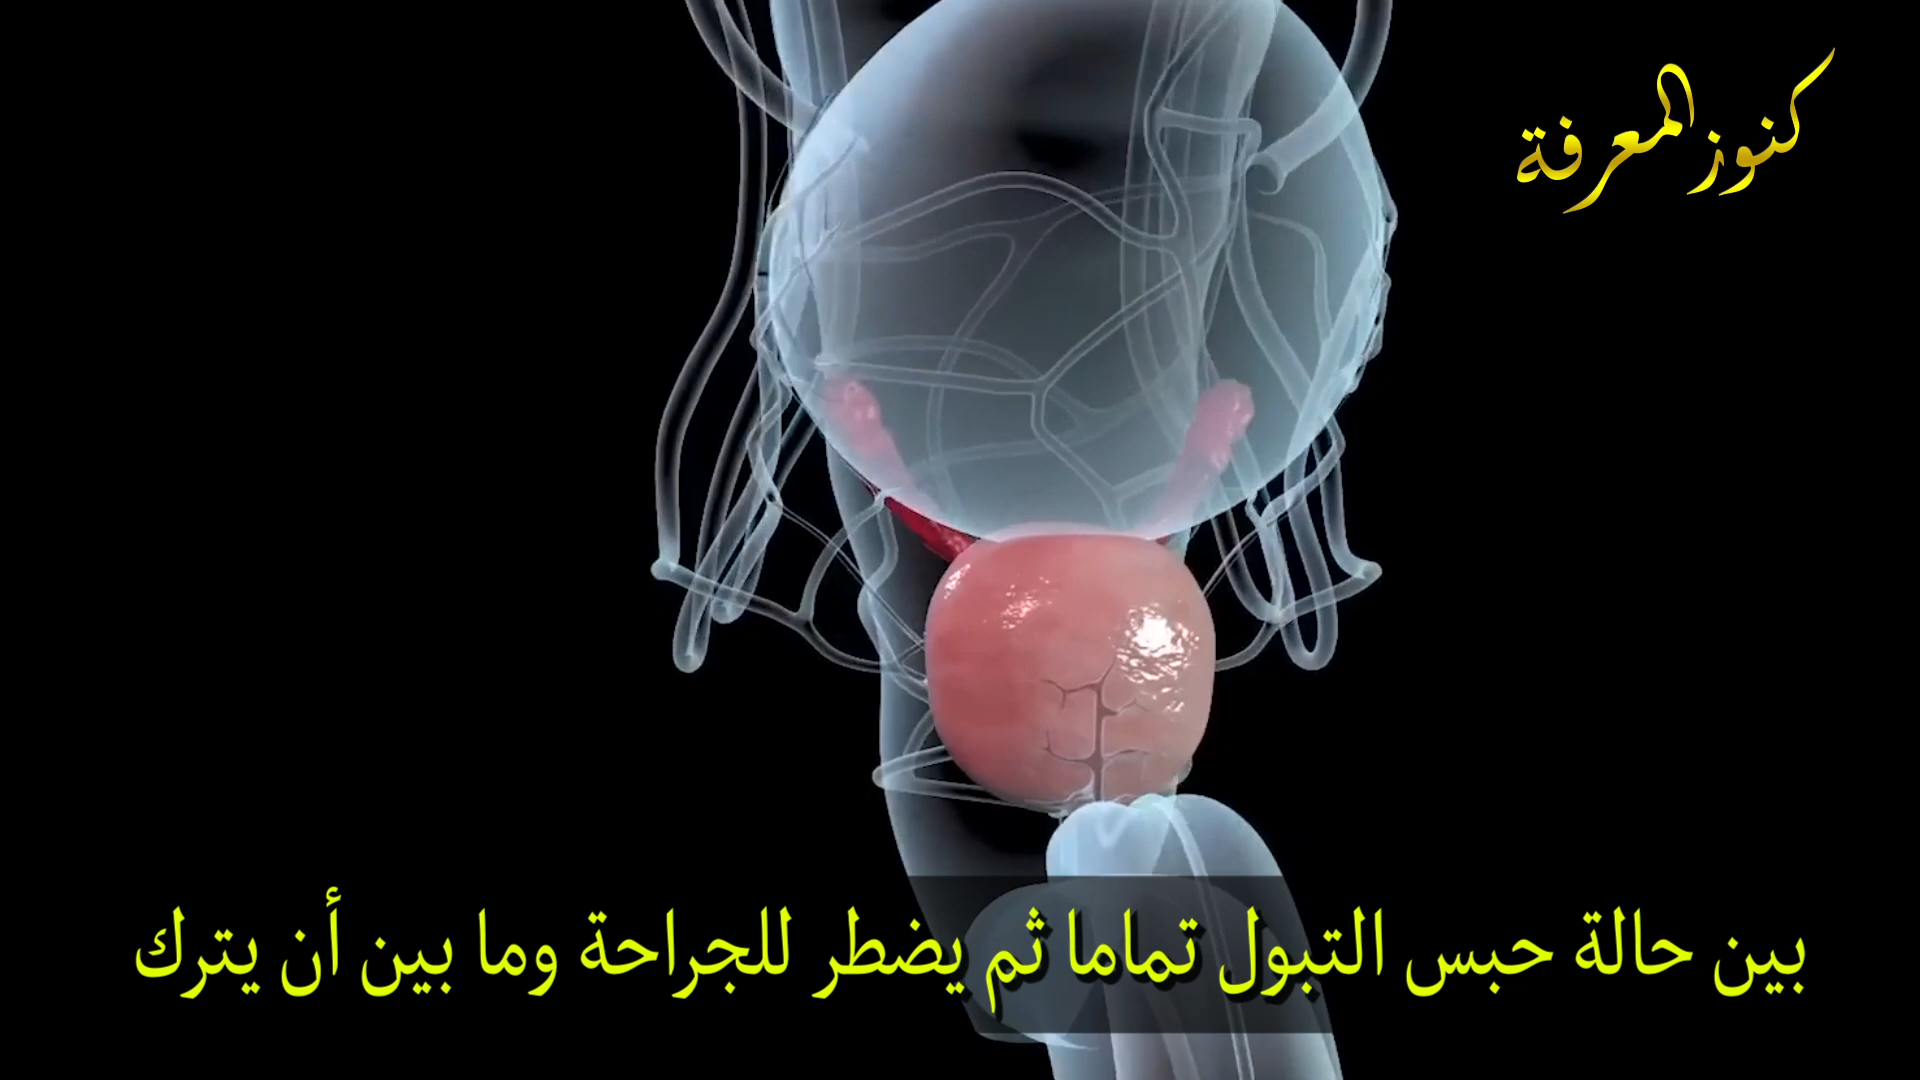 كنوز المعرفة
بين حالة حبس التبول تماما ثم يضطر للجراحة وما بين أن يترك